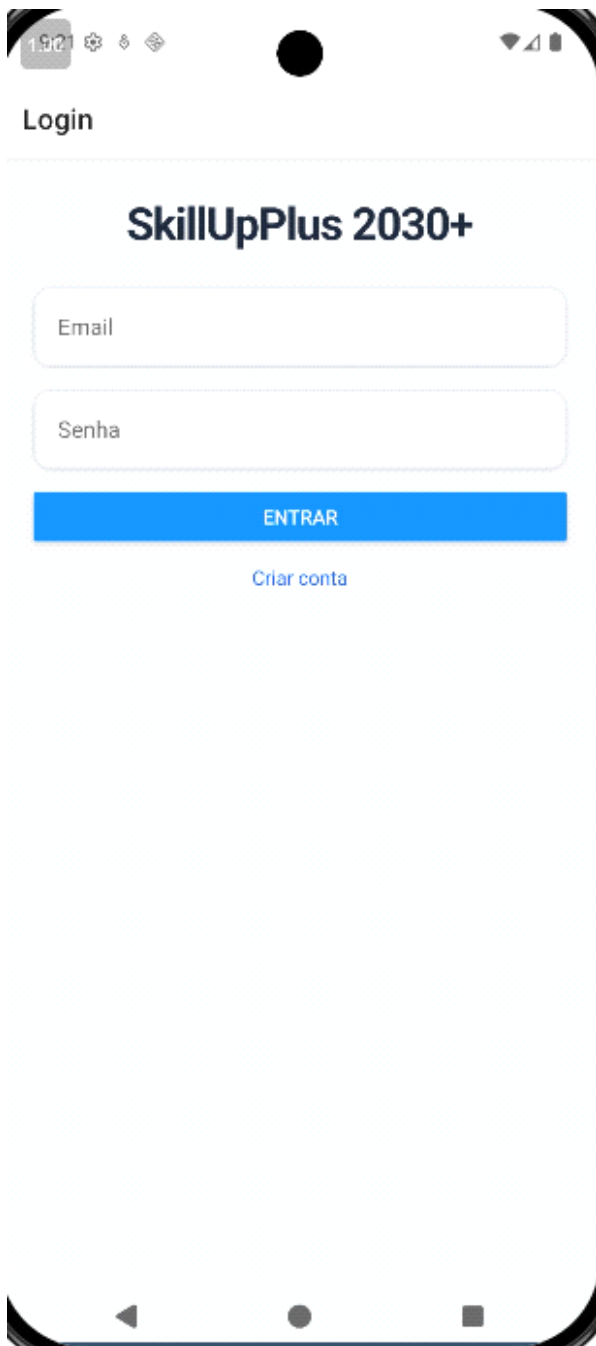 Login
SkillUpPlus 2030+
Email
Senha
ENTRAR
Criar conta